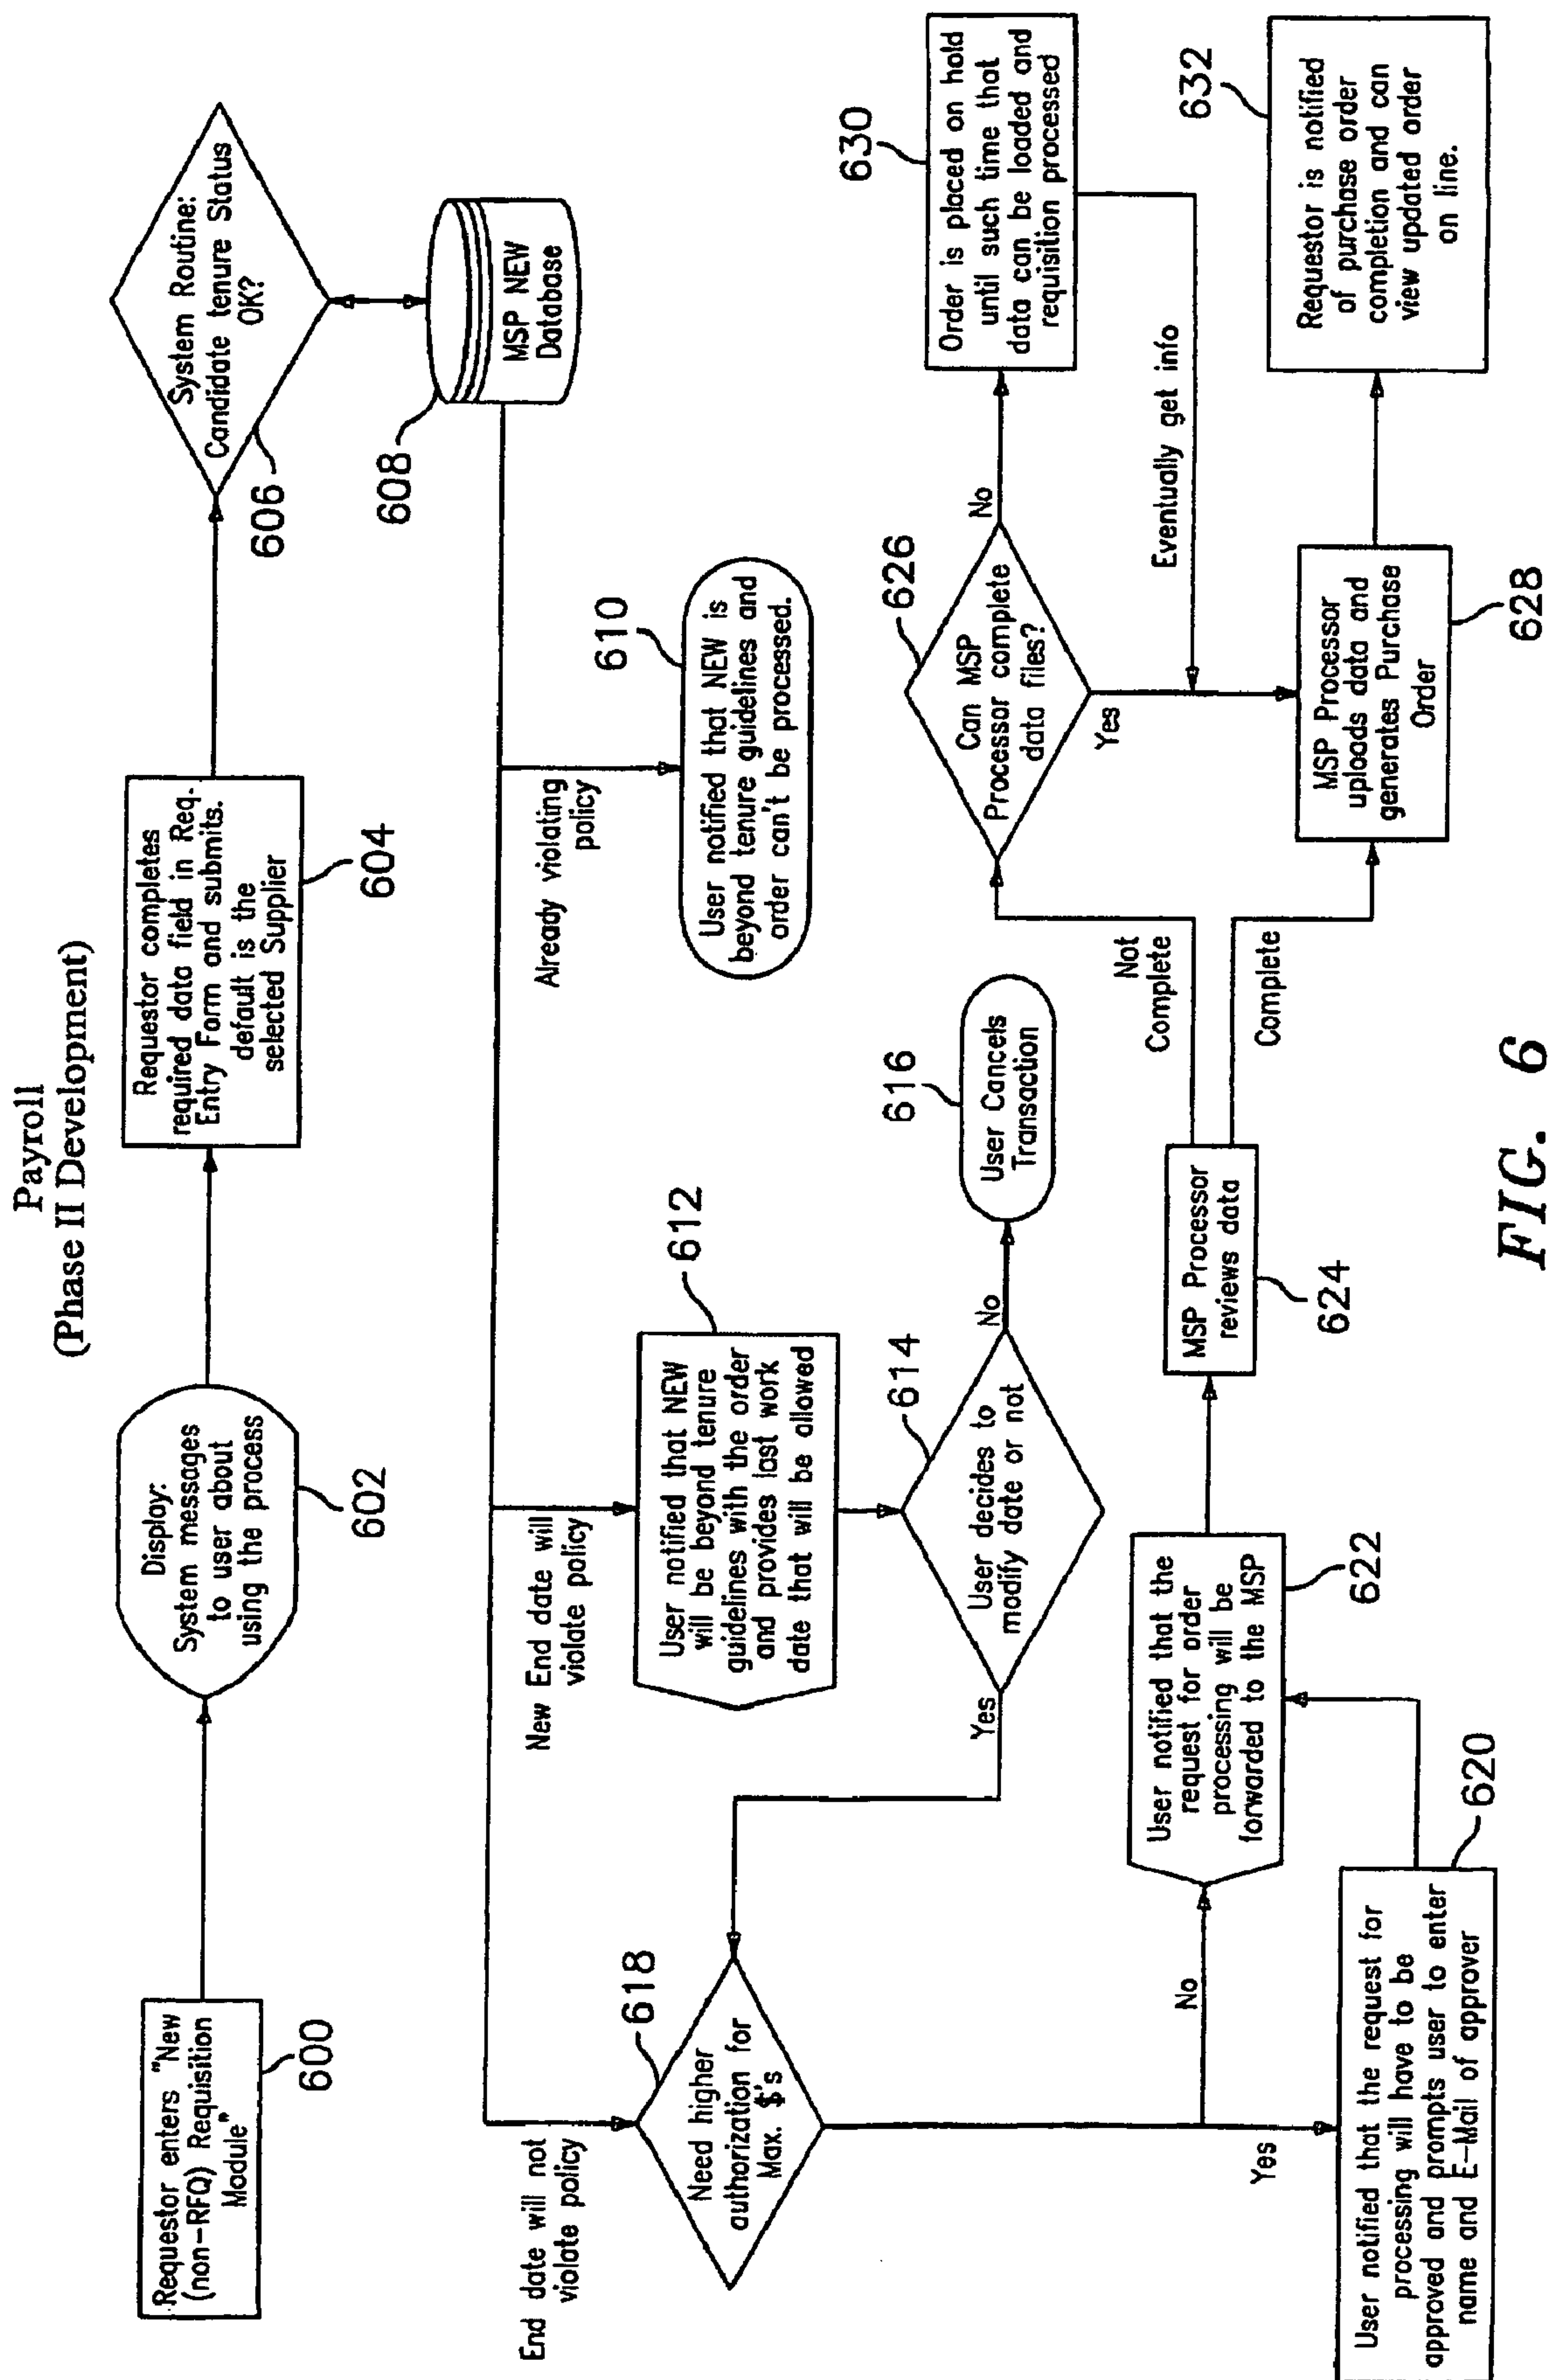 Payroll
(Phase II Development)
Requestor enters "New
(non-RFQ) Requisition
Module"
600
Display:
System messages
to user about
using the process
602
Requestor completes
required data field in Req.
Entry Form and submits.
default is the
selected Supplier
604
System Routine:
Candidate tenure Status
OK?
606
MSP NEW
Database
608
End date will not
violate policy
New End date will
violate policy
Already violating
policy
User notified that NEW is
beyond tenure guidelines and
order can't be processed.
610
User notified that NEW
will be beyond tenure
guidelines with the order
and provides last work
date that will be allowed
612
User decides to
modify date or not
614
Yes
No
User Cancels
Transaction
616
Need higher
authorization for
Max. $'s
618
No
Yes
User notified that the request for
processing will have to be
approved and prompts user to enter
name and E-Mail of approver
620
User notified that the
request for order
processing will be
forwarded to the MSP
622
MSP Processor
reviews data
624
Not
Complete
Complete
Can MSP
Processor complete
data files?
626
No
Yes
Order is placed on hold
until such time that
data can be loaded and
requisition processed
630
Eventually get info
MSP Processor
uploads data and
generates Purchase
Order
628
Requestor is notified
of purchase order
completion and can
view updated order
on line.
632
FIG. 6